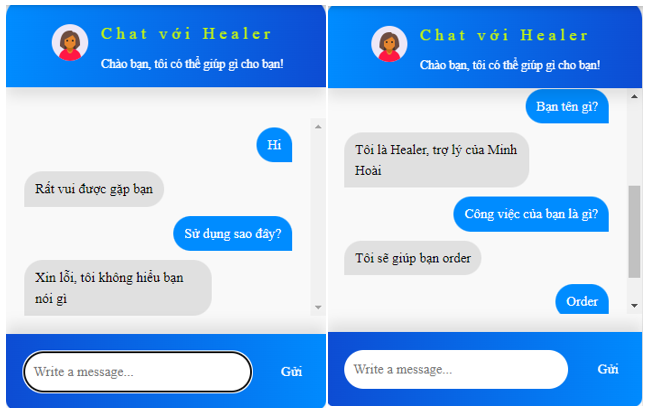 Chat với Healer
Chào bạn, tôi có thể giúp gì cho bạn!
Hi
Rất vui được gặp bạn
Sử dụng sao đây?
Xin lỗi, tôi không hiểu bạn
nói gì
Write a message...
Gửi
Chat với Healer
Chào bạn, tôi có thể giúp gì cho bạn!
Bạn tên gì?
Tôi là Healer, trợ lý của Minh
Hoài
Công việc của bạn là gì?
Tôi sẽ giúp bạn order
Order
Write a message...
Gửi